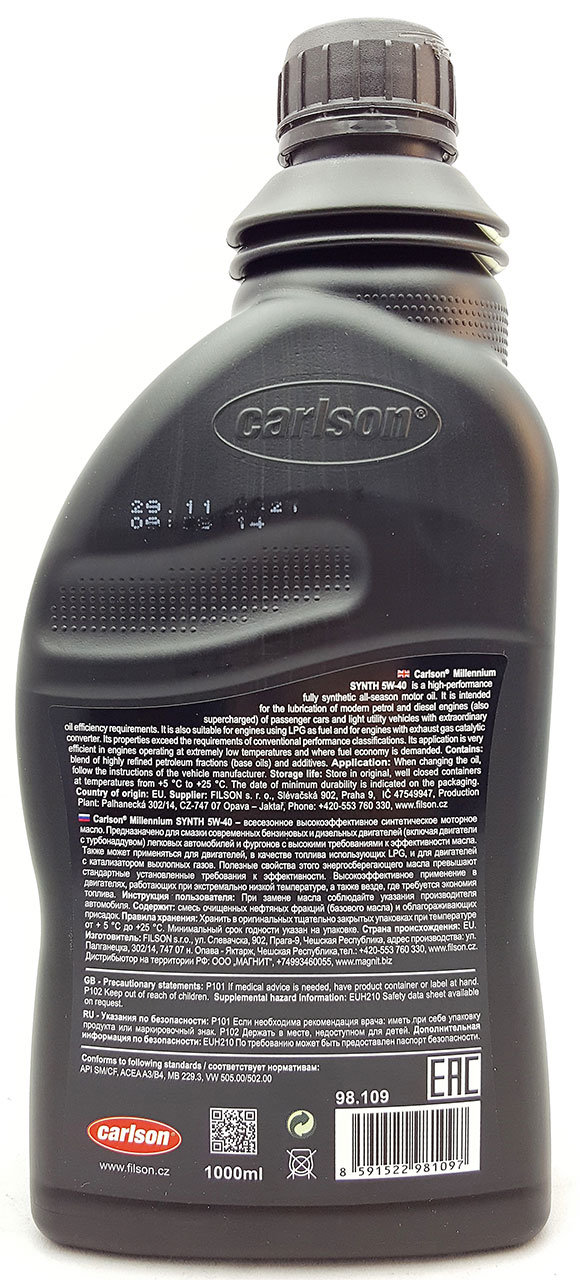 carlson®
29.11
14
Carlson® Millennium
SYNTH 5W-40 is a high-performance
fully synthetic all-season motor oil. It is intended
for the lubrication of modern petrol and diesel engines (also
supercharged) of passenger cars and light utility vehicles with extraordinary
oil efficiency requirements. It is also suitable for engines using LPG as fuel and for engines with exhaust gas catalytic
converter. Its properties exceed the requirements of conventional performance classifications. Its application is very
efficient in engines operating at extremely low temperatures and where fuel economy is demanded. Contains:
blend of highly refined petroleum fractions (base oils) and additives. Application: When changing the oil,
follow the instructions of the vehicle manufacturer. Storage life: Store in original, well closed containers
at temperatures from +5 °C to +25 °C. The date of minimum durability is indicated on the packaging.
Country of origin: EU. Supplier: FILSON s. r. o., Slévačská 902, Praha 9, IČ 47549947, Production
Plant: Palhanecká 302/14, CZ-747 07 Opava – Jaktař, Phone: +420-553 760 330, www.filson.cz.
Carlson® Millennium SYNTH 5W-40 – всесезонное высокоэффективное синтетическое моторное
масло. Предназначено для смазки современных бензиновых и дизельных двигателей (включая двигатели
с турбонаддувом) легковых автомобилей и фургонов с высокими требованиями к эффективности масла.
Также может применяться для двигателей, в качестве топлива использующих LPG, и для двигателей
с катализатором выхлопных газов. Полезные свойства этого энергосберегающего масла превышают
стандартные установленные требования к эффективности. Высокоэффективное применение в
двигателях, работающих при экстремально низкой температуре, а также везде, где требуется экономия
топлива. Инструкция пользователя: При замене масла соблюдайте указания производителя
автомобиля. Содержит: смесь очищенных нефтяных фракций (базового масла) и облагораживающих
присадок. Правила хранения: Хранить в оригинальных тщательно закрытых упаковках при температуре
от + 5 °C до +25 °C. Минимальный срок годности указан на упаковке. Страна происхождения: EU.
Изготовитель: FILSON s.r.o., ул. Слевачска, 902, Прага-9, Чешская Республика, адрес производства: ул.
Палганецка, 302/14, 747 07 н. Опава - Яктарж, Чешская Республика,тел.: +420-553 760 330, www.filson.cz.
Дистрибьютор на территории РФ: ООО „МАГНИТ", +74993460055, www.magnit.biz
GB - Precautionary statements: P101 If medical advice is needed, have product container or label at hand.
P102 Keep out of reach of children. Supplemental hazard information: EUH210 Safety data sheet available
on request.
RU - Указания по безопасности: P101 Если необходима рекомендация врача: иметь при себе упаковку
продукта или маркировочный знак. P102 Держать в месте, недоступном для детей. Дополнительная
информация по безопасности: EUH210 По требованию может быть предоставлен паспорт безопасности.
Conforms to following standards / соответствует нормативам:
API SM/CF, ACEA A3/B4, MB 229.3, VW 505.00/502.00
EAC
98.109
carlson®
www.filson.cz
1000ml
8 591522 981097